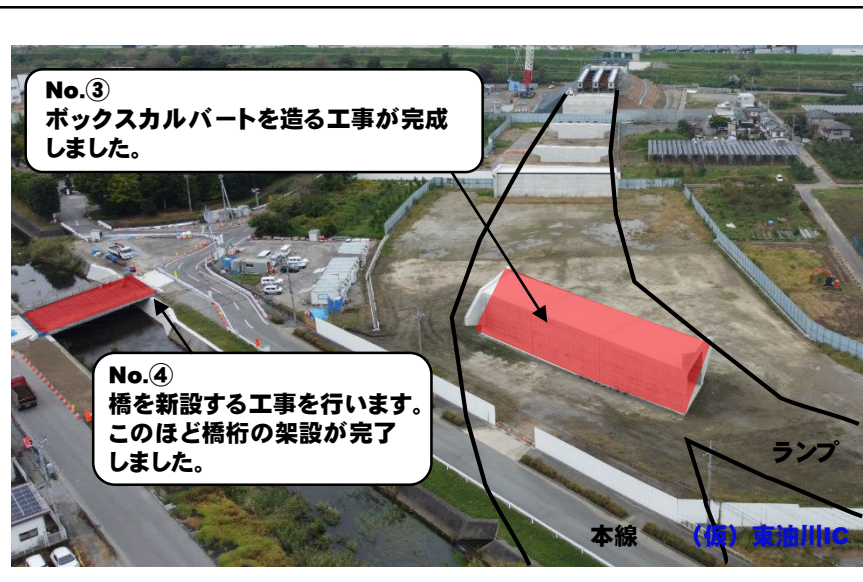 No.③
ボックスカルバートを造る工事が完成
しました。
No.④
橋を新設する工事を行います。
このほど橋桁の架設が完了
しました。
ランプ
本線
（仮）東油川IC